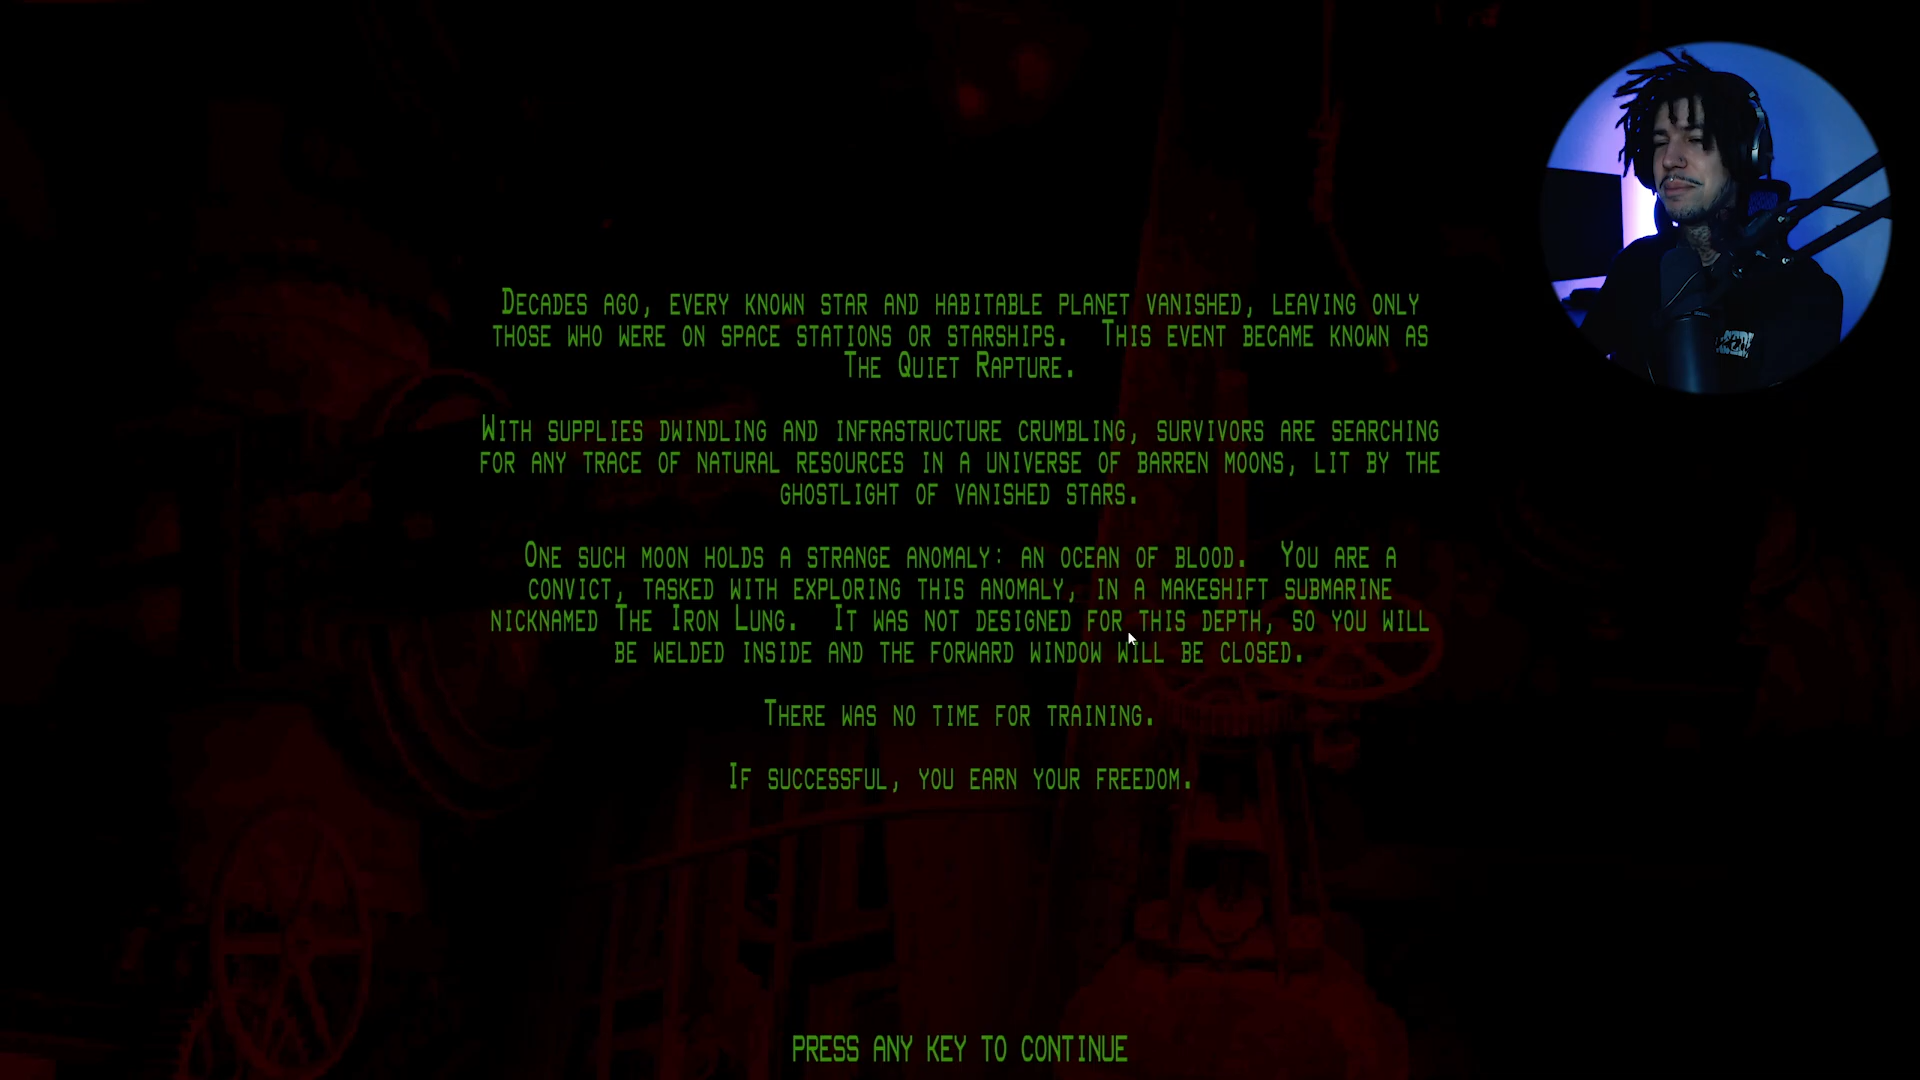 Decades ago, every known star and habitable planet vanished, leaving only
those who were on space stations or starships. This event became known as
The Quiet Rapture.
With supplies dwindling and infrastructure crumbling, survivors are searching
for any trace of natural resources in a universe of barren moons, lit by the
ghostlight of vanished stars.
One such moon holds a strange anomaly: an ocean of blood. You are a
convict, tasked with exploring this anomaly, in a makeshift submarine
nicknamed The Iron Lung. It was not designed for this depth, so you will
be welded inside and the forward window will be closed.
There was no time for training.
If successful, you earn your freedom.
PRESS ANY KEY TO CONTINUE